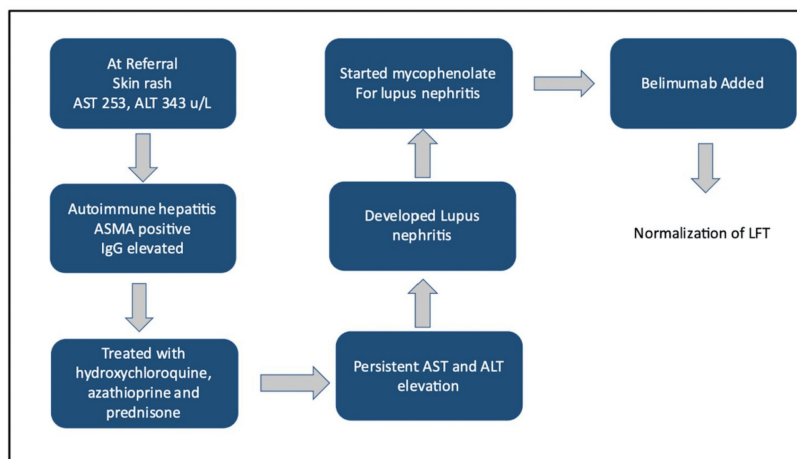 At Referral
Skin rash
AST 253, ALT 343 u/L
Autoimmune hepatitis
ASMA positive
IgG elevated
Treated with
hydroxychloroquine,
azathioprine and
prednisone
Persistent AST and ALT
elevation
Developed Lupus
nephritis
Started mycophenolate
For lupus nephritis
Belimumab Added
Normalization of LFT